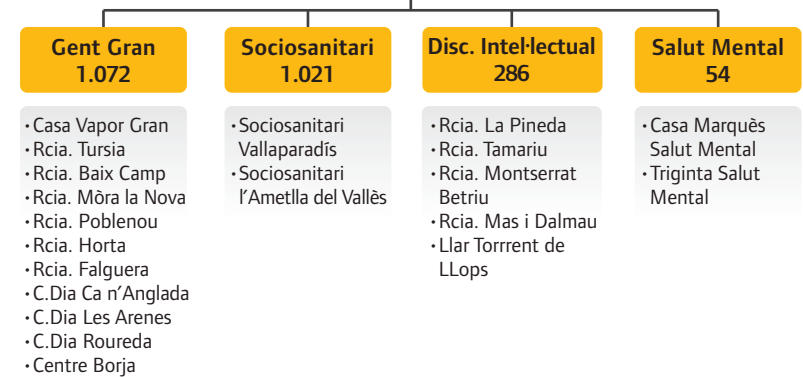 Gent Gran
1.072
·Casa Vapor Gran
·Rcia. Tursia
·Rcia. Baix Camp
·Rcia. Mòra la Nova
·Rcia. Poblenou
·Rcia. Horta
·Rcia. Falguera
·C.Dia Ca n´Anglada
·C.Dia Les Arenes
·C.Dia Roureda
·Centre Borja
Sociosanitari
1.021
·Sociosanitari
Vallaparadís
·Sociosanitari
l’Ametlla del Vallès
Disc. Intel·lectual
286
·Rcia. La Pineda
·Rcia. Tamariu
·Rcia. Montserrat
Betriu
·Rcia. Mas i Dalmau
·Llar Torrrent de
LLops
Salut Mental
54
·Casa Marquès
Salut Mental
·Triginta Salut
Mental